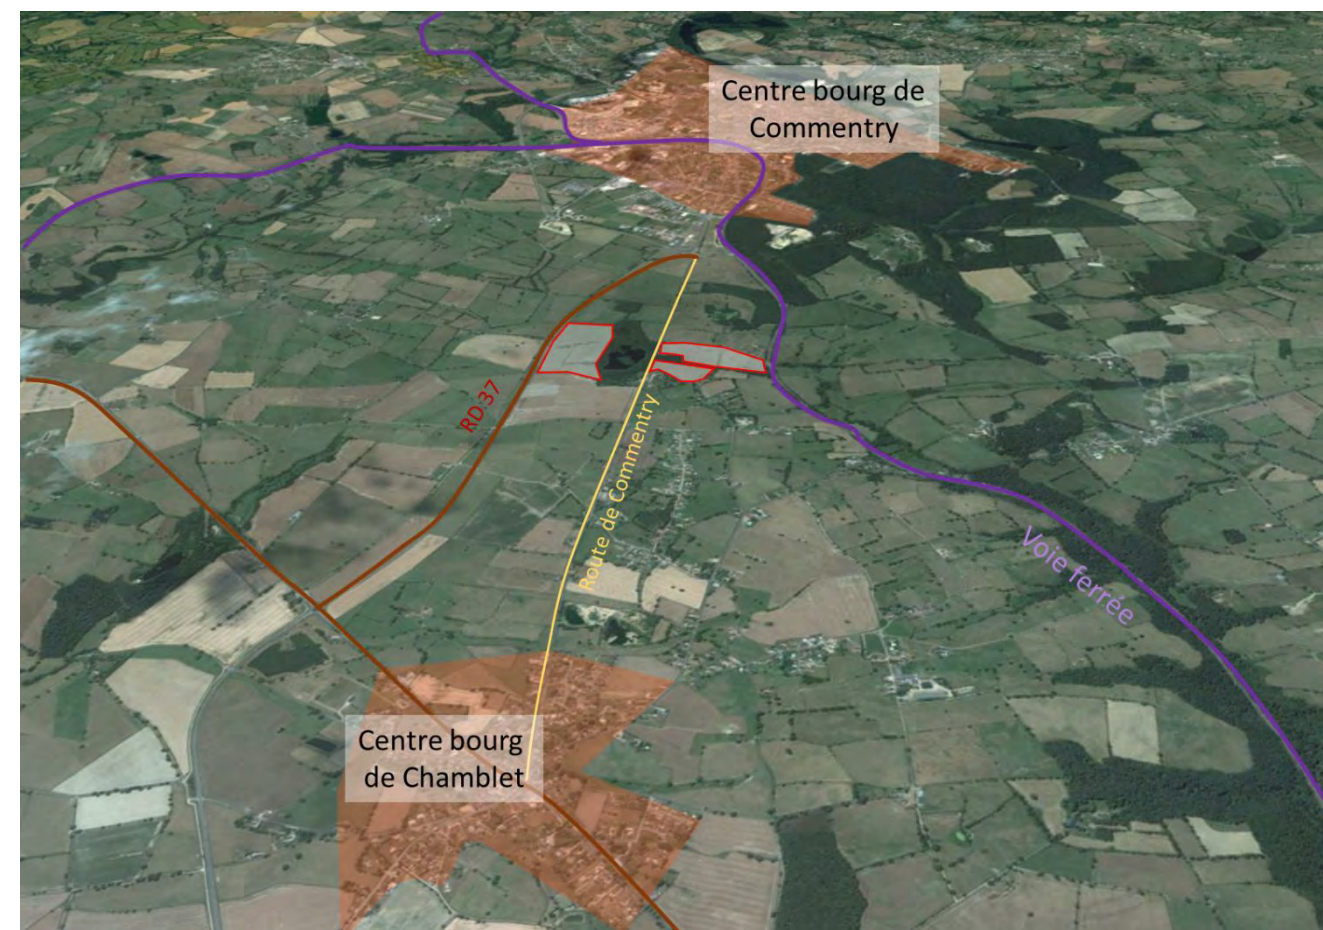 Centre bourg de
Commentry
RD 37
Route de Commentry
Voie ferrée
Centre bourg
de Chamblet